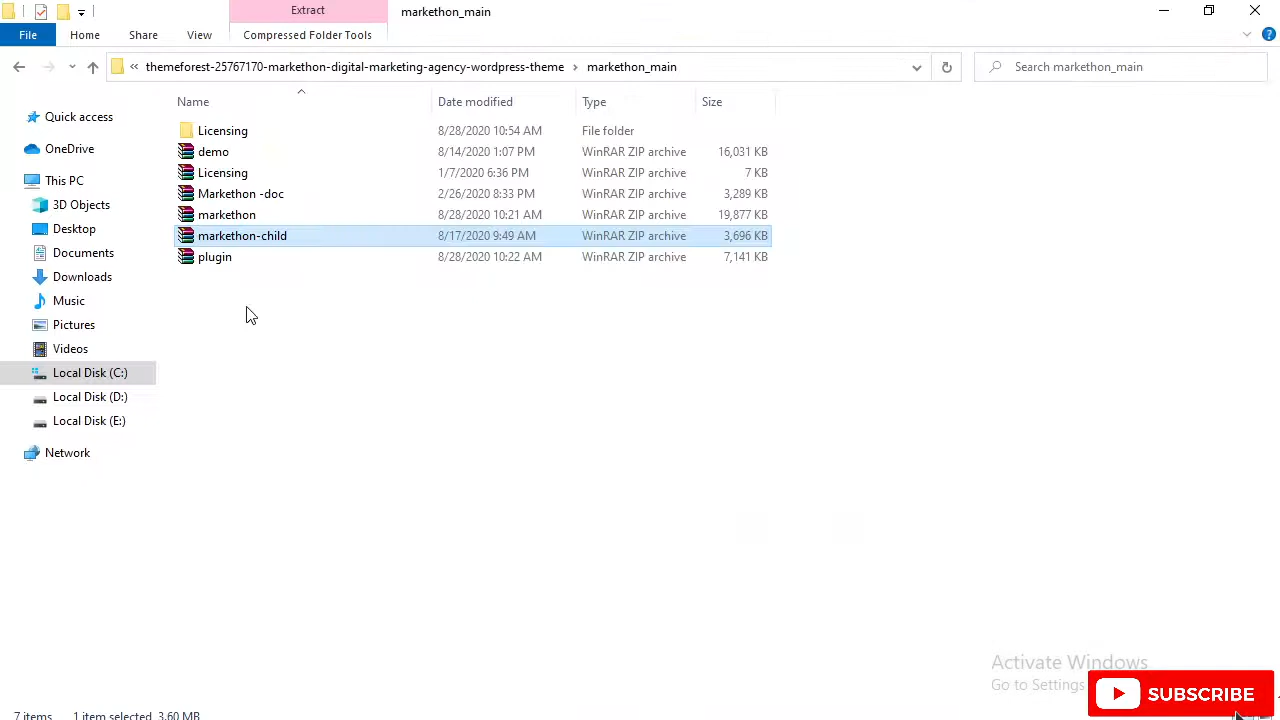 Extract
markethon_main
File
Home
Share
View
Compressed Folder Tools
?
« themeforest-25767170-markethon-digital-marketing-agency-wordpress-theme > markethon_main
Search markethon_main
Name Date modified Type Size
Quick access
OneDrive
This PC
3D Objects
Desktop
Documents
Downloads
Music
Pictures
Videos
Local Disk (C:)
Local Disk (D:)
Local Disk (E:)
Network
Licensing 8/28/2020 10:54 AM File folder
demo 8/14/2020 1:07 PM WinRAR ZIP archive 16,031 KB
Licensing 1/7/2020 6:36 PM WinRAR ZIP archive 7 KB
Markethon -doc 2/26/2020 8:33 PM WinRAR ZIP archive 3,289 KB
markethon 8/28/2020 10:21 AM WinRAR ZIP archive 19,877 KB
markethon-child 8/17/2020 9:49 AM WinRAR ZIP archive 3,696 KB
plugin 8/28/2020 10:22 AM WinRAR ZIP archive 7,141 KB
Activate Windows
Go to Settings
SUBSCRIBE
7 items 1 item selected 3.60 MB